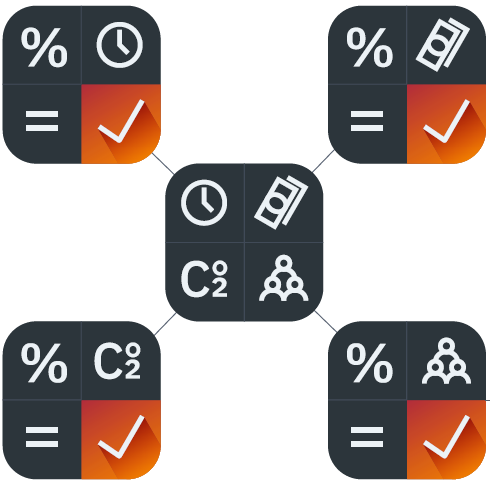 % %
= =
CO2
% CO2 %
= =